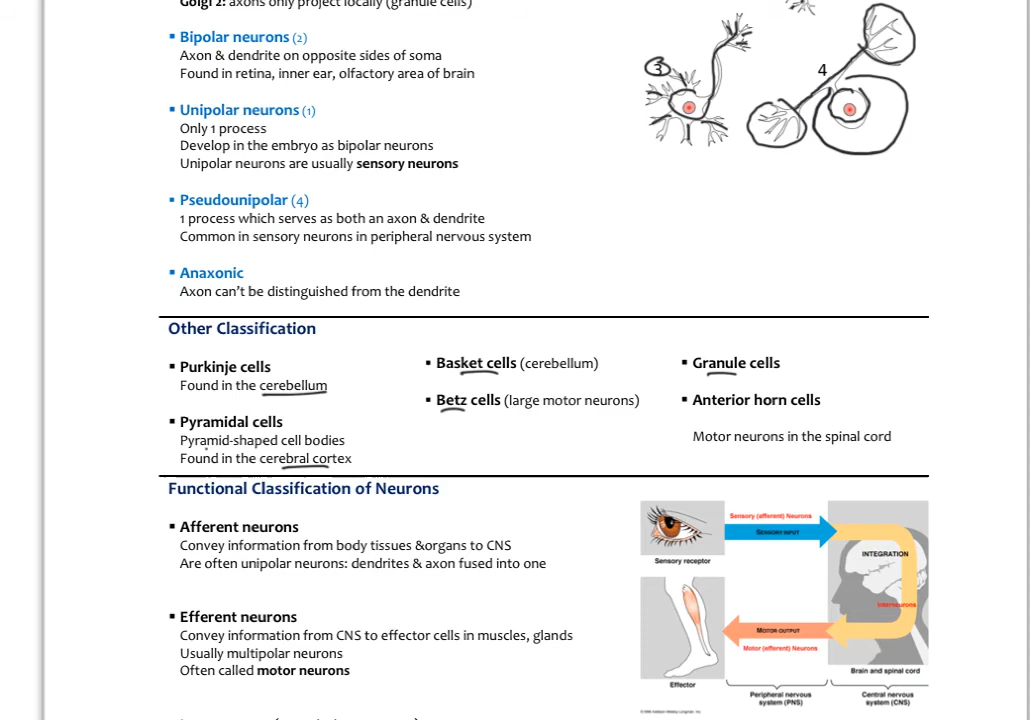 Golgi 2: axons only project locally (granule cells)
▪ Bipolar neurons (2)
Axon & dendrite on opposite sides of soma
Found in retina, inner ear, olfactory area of brain
▪ Unipolar neurons (1)
Only 1 process
Develop in the embryo as bipolar neurons
Unipolar neurons are usually sensory neurons
▪ Pseudounipolar (4)
1 process which serves as both an axon & dendrite
Common in sensory neurons in peripheral nervous system
▪ Anaxonic
Axon can't be distinguished from the dendrite
3
4
Other Classification
▪ Purkinje cells
Found in the cerebellum
▪ Pyramidal cells
Pyramid-shaped cell bodies
Found in the cerebral cortex
▪ Basket cells (cerebellum)
▪ Betz cells (large motor neurons)
▪ Granule cells
▪ Anterior horn cells
Motor neurons in the spinal cord
Functional Classification of Neurons
▪ Afferent neurons
Convey information from body tissues &organs to CNS
Are often unipolar neurons: dendrites & axon fused into one
▪ Efferent neurons
Convey information from CNS to effector cells in muscles, glands
Usually multipolar neurons
Often called motor neurons
Sensory (afferent) Neurons
SENSORY INPUT
Sensory receptor
INTEGRATION
Interneurons
MOTOR OUTPUT
Motor (efferent) Neurons
Brain and spinal cord
Effector
Peripheral nervous
system (PNS)
Central nervous
system (CNS)